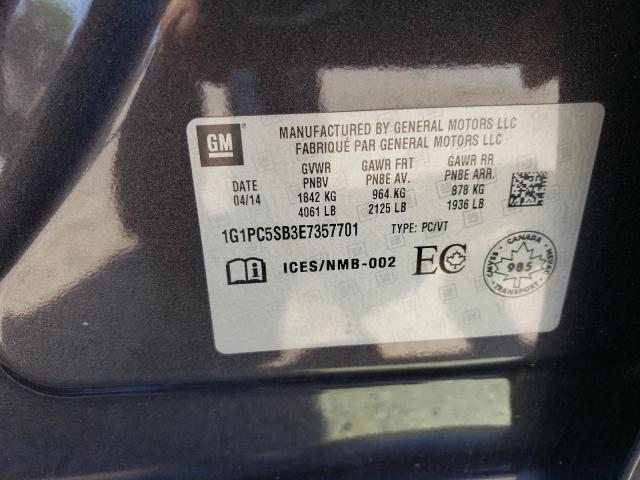 GM
MANUFACTURED BY GENERAL MOTORS LLC
FABRIQUÉ PAR GENERAL MOTORS LLC
DATE
04/14
GVWR
PNBV
1842 KG
4061 LB
GAWR FRT
PNBE AV.
964 KG
2125 LB
GAWR RR
PNBE ARR.
878 KG
1936 LB
1G1PC5SB3E7357701 TYPE: PC/VT
ICES/NMB-002
EC
CANADA
CMVSS
985
NSVAC
TRANSPORT